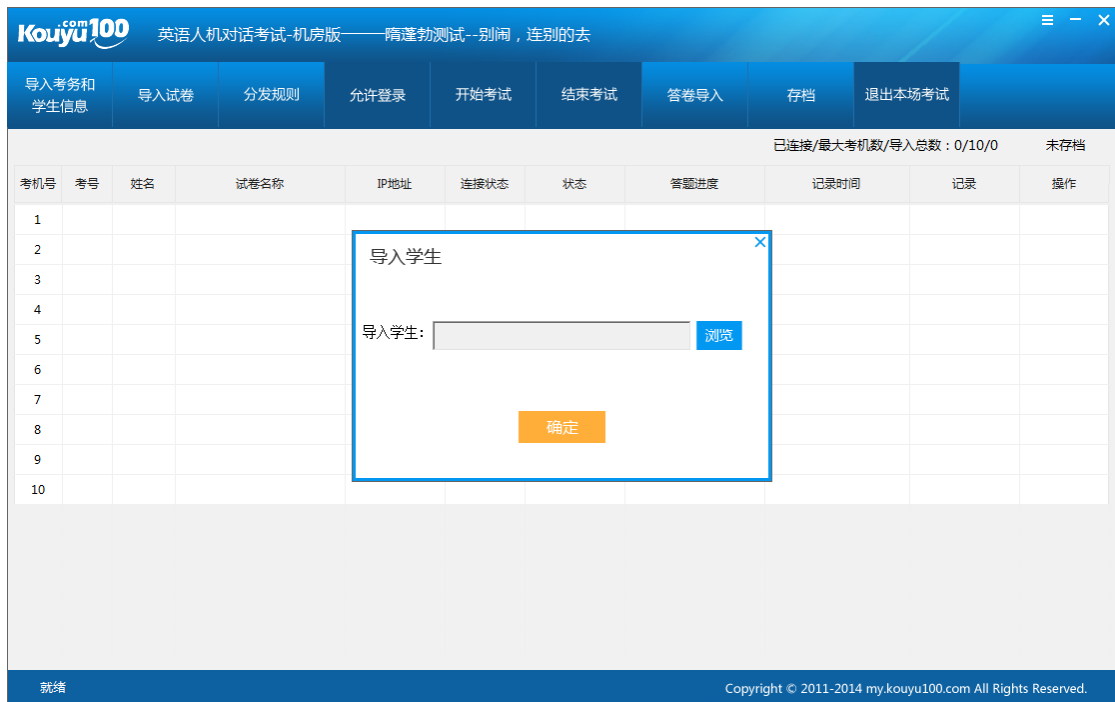 Kouyu100.com
英语人机对话考试-机房版——隋蓬勃测试--别闹，连别的去
导入考务和
学生信息
导入试卷
分发规则
允许登录
开始考试
结束考试
答卷导入
存档
退出本场考试
已连接/最大考机数/导入总数：0/10/0 未存档
考机号 考号 姓名 试卷名称 IP地址 连接状态 状态 答题进度 记录时间 记录 操作
1
2
导入学生
3
4
5
导入学生： 浏览
6
7
8
确定
9
10
就绪
Copyright © 2011-2014 my.kouyu100.com All Rights Reserved.